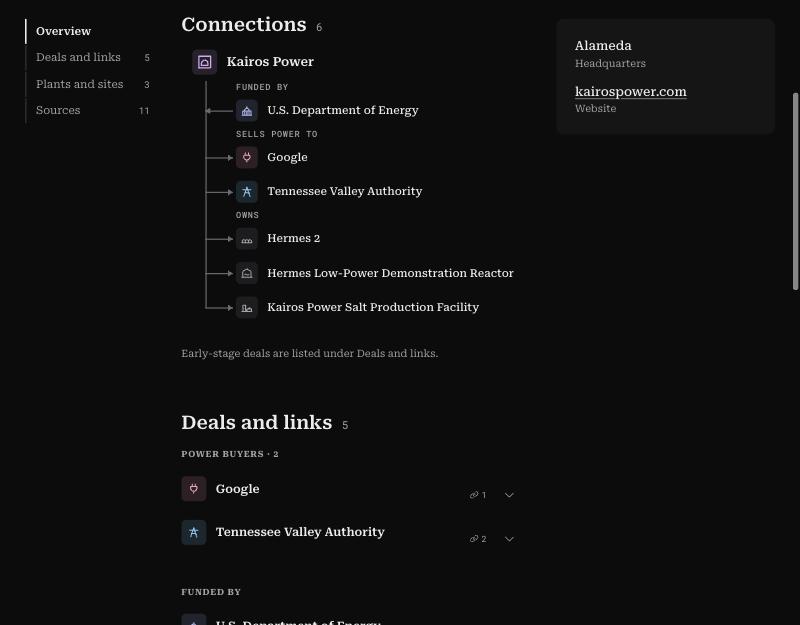 Overview
Deals and links 5
Plants and sites 3
Sources 11
Connections 6
Kairos Power
FUNDED BY
U.S. Department of Energy
SELLS POWER TO
Google
Tennessee Valley Authority
OWNS
Hermes 2
Hermes Low-Power Demonstration Reactor
Kairos Power Salt Production Facility
Early-stage deals are listed under Deals and links.
Deals and links 5
POWER BUYERS · 2
Google 1
Tennessee Valley Authority 2
FUNDED BY
U.S. Department of Energy
Alameda
Headquarters
kairospower.com
Website